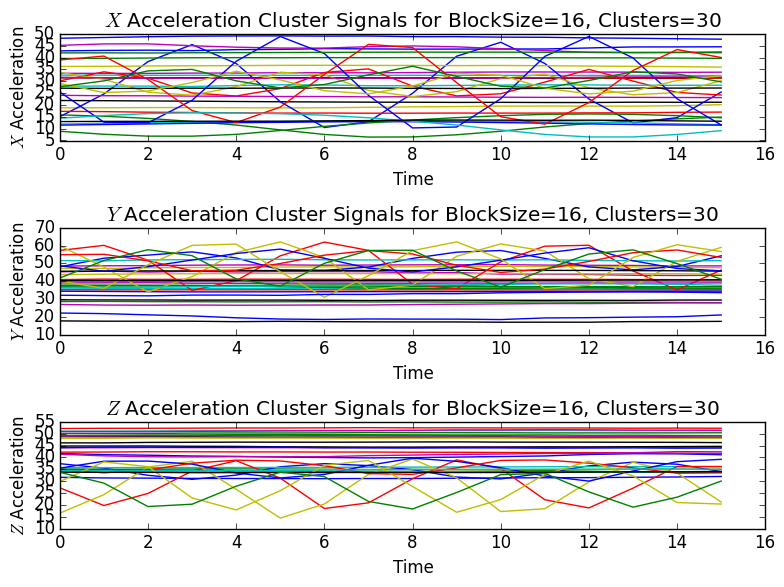 X Acceleration Cluster Signals for BlockSize=16, Clusters=30
X Acceleration
50
45
40
35
30
25
20
15
10
5
0 2 4 6 8 10 12 14 16
Time
Y Acceleration Cluster Signals for BlockSize=16, Clusters=30
Y Acceleration
70
60
50
40
30
20
10
0 2 4 6 8 10 12 14 16
Time
Z Acceleration Cluster Signals for BlockSize=16, Clusters=30
Z Acceleration
55
50
45
40
35
30
25
20
15
10
0 2 4 6 8 10 12 14 16
Time